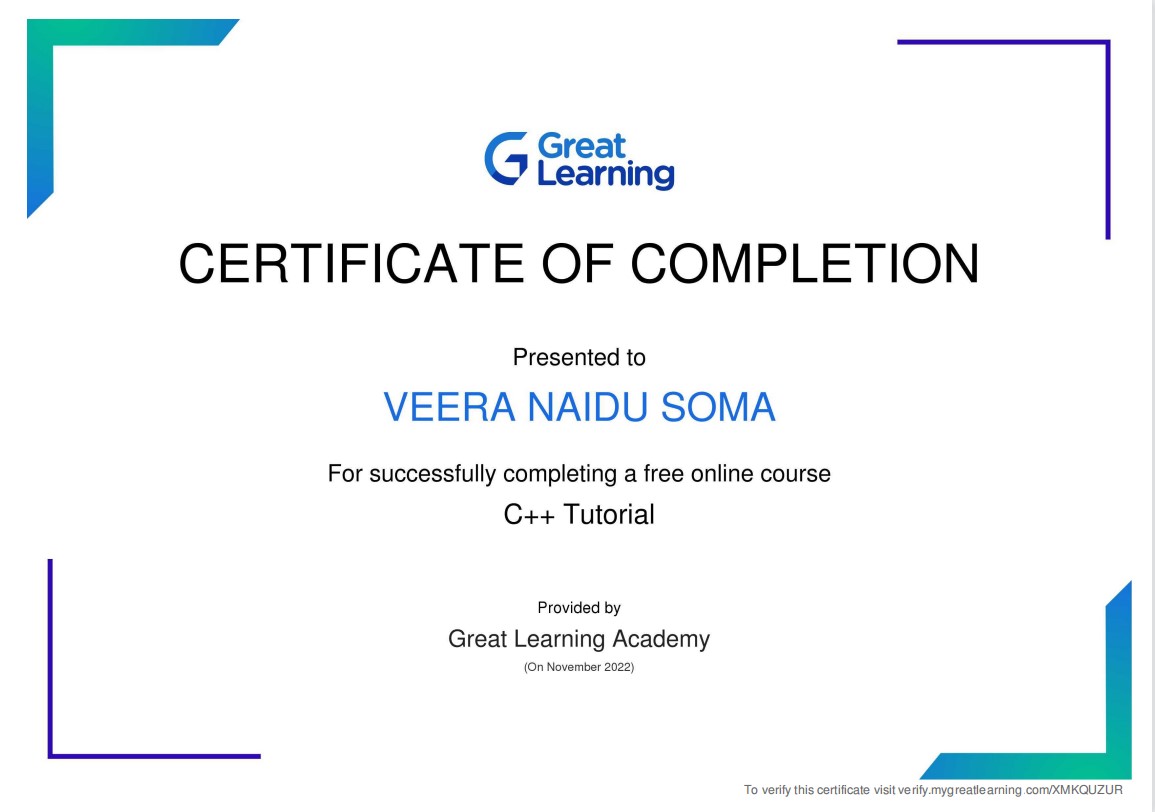 Great
Learning
CERTIFICATE OF COMPLETION
Presented to
VEERA NAIDU SOMA
For successfully completing a free online course
C++ Tutorial
Provided by
Great Learning Academy
(On November 2022)
To verify this certificate visit verify.mygreatlearning.com/XMKQUZUR